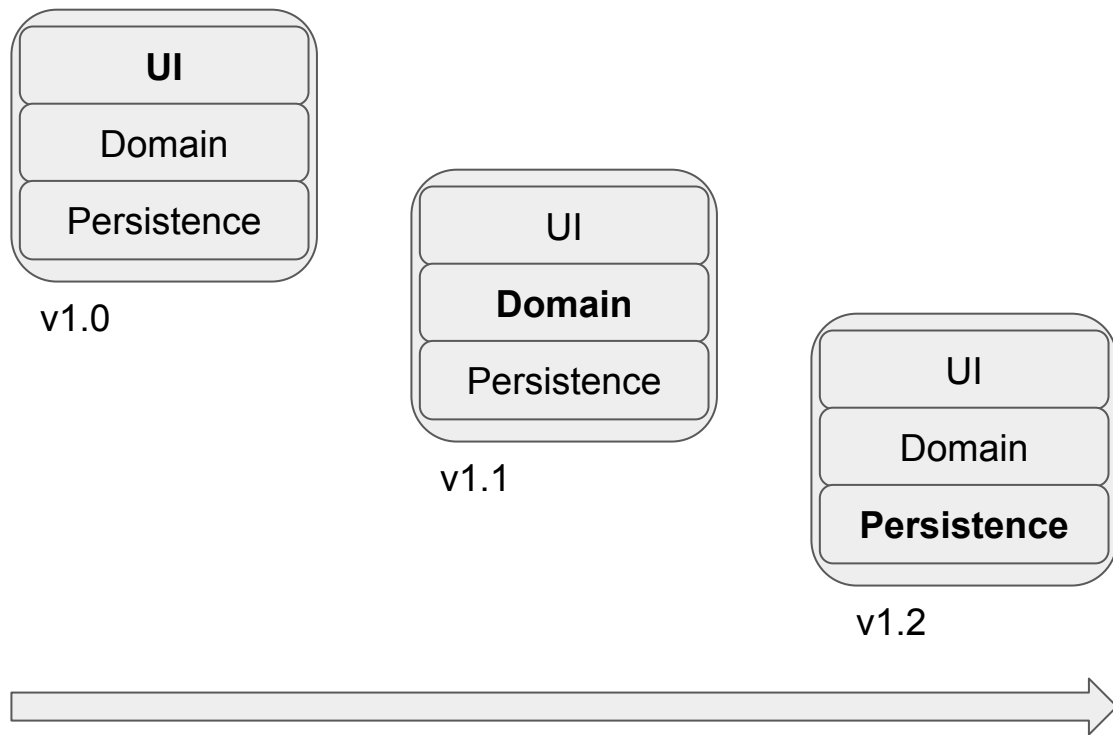 UI
Domain
Persistence
v1.0
UI
Domain
Persistence
v1.1
UI
Domain
Persistence
v1.2